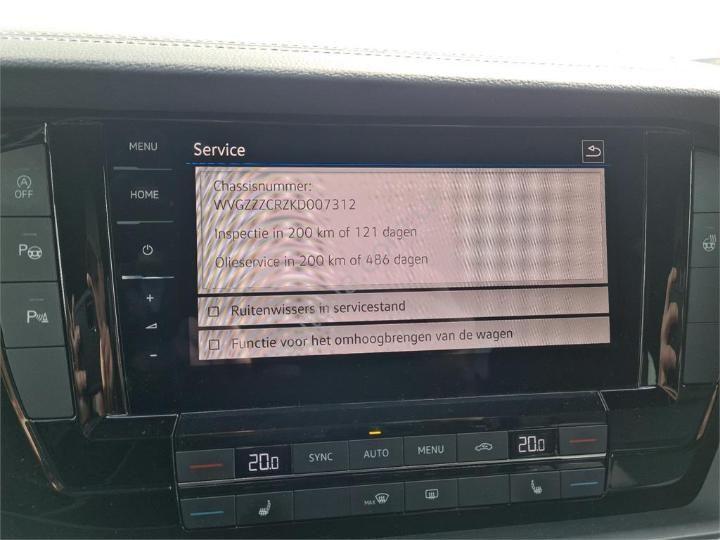 MENU
Service
OFF
Chassisnummer:
WVGZZZCRZKD007312
HOME
Inspectie in 200 km of 121 dagen
P
Olieservice in 200 km of 486 dagen
+
Ruitenwissers in servicestand
P
-
Functie voor het omhoogbrengen van de wagen
20.0
SYNC
AUTO
MENU
20.0
MAX